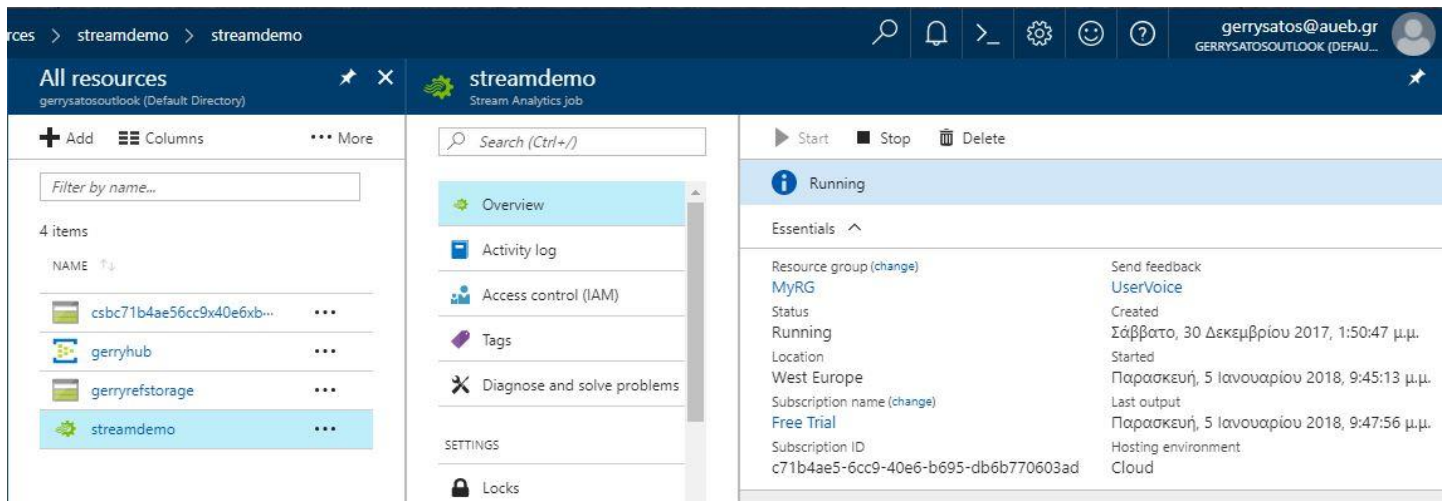 rces > streamdemo > streamdemo
gerrysatos@aueb.gr
GERRYSATOSOUTLOOK (DEFAU...
All resources
gerrysatosoutlook (Default Directory)
Add Columns ••• More
Filter by name...
4 items
NAME
csbc71b4ae56cc9x40e6xb... •••
gerryhub •••
gerryrefstorage •••
streamdemo •••
streamdemo
Stream Analytics job
Search (Ctrl+/)
Overview
Activity log
Access control (IAM)
Tags
Diagnose and solve problems
SETTINGS
Locks
Start Stop Delete
Running
Essentials
Resource group (change)
MyRG
Status
Running
Location
West Europe
Subscription name (change)
Free Trial
Subscription ID
c71b4ae5-6cc9-40e6-b695-db6b770603ad
Send feedback
UserVoice
Created
Σάββατο, 30 Δεκεμβρίου 2017, 1:50:47 μ.μ.
Started
Παρασκευή, 5 Ιανουαρίου 2018, 9:45:13 μ.μ.
Last output
Παρασκευή, 5 Ιανουαρίου 2018, 9:47:56 μ.μ.
Hosting environment
Cloud